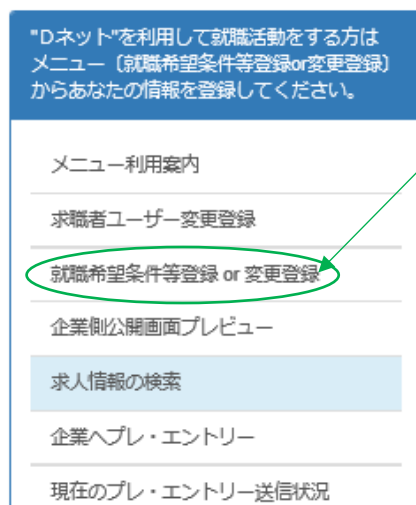 "Dネット"を利用して就職活動をする方は
メニュー〔就職希望条件等登録or変更登録〕
からあなたの情報を登録してください。
メニュー利用案内
求職者ユーザー変更登録
就職希望条件等登録 or 変更登録
企業側公開画面プレビュー
求人情報の検索
企業へプレ・エントリー
現在のプレ・エントリー送信状況